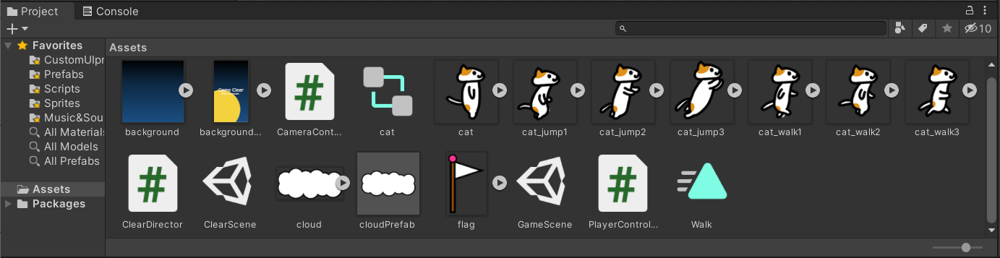 Project
Console
10
Favorites
CustomUIpr
Prefabs
Scripts
Sprites
Music&Sou
All Materials
All Models
All Prefabs
Assets
Packages
Assets
Game Clear
background
background...
CameraCont...
cat
cat
cat_jump1
cat_jump2
cat_jump3
cat_walk1
cat_walk2
cat_walk3
ClearDirector
ClearScene
cloud
cloudPrefab
flag
GameScene
PlayerControl...
Walk